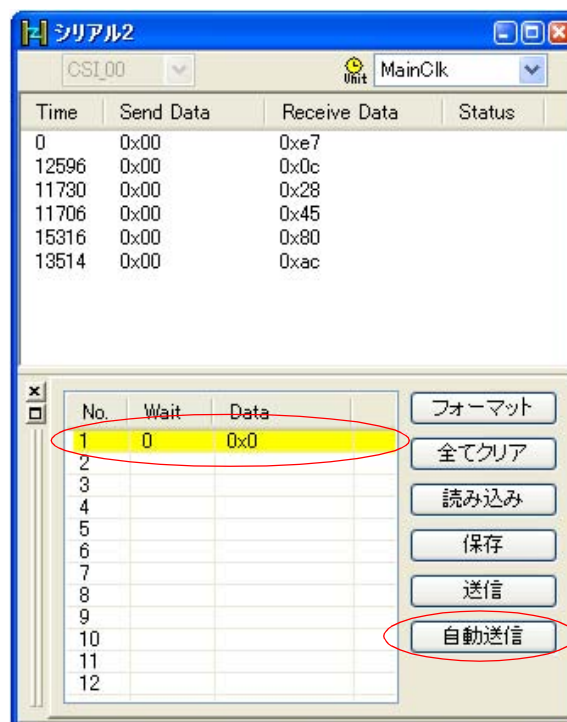 シリアル2
CSI_00 Unit MainClk
Time Send Data Receive Data Status
0 0x00 0xe7
12596 0x00 0x0c
11730 0x00 0x28
11706 0x00 0x45
15316 0x00 0x80
13514 0x00 0xac
No. Wait Data
1 0 0x0
2
3
4
5
6
7
8
9
10
11
12
フォーマット
全てクリア
読み込み
保存
送信
自動送信